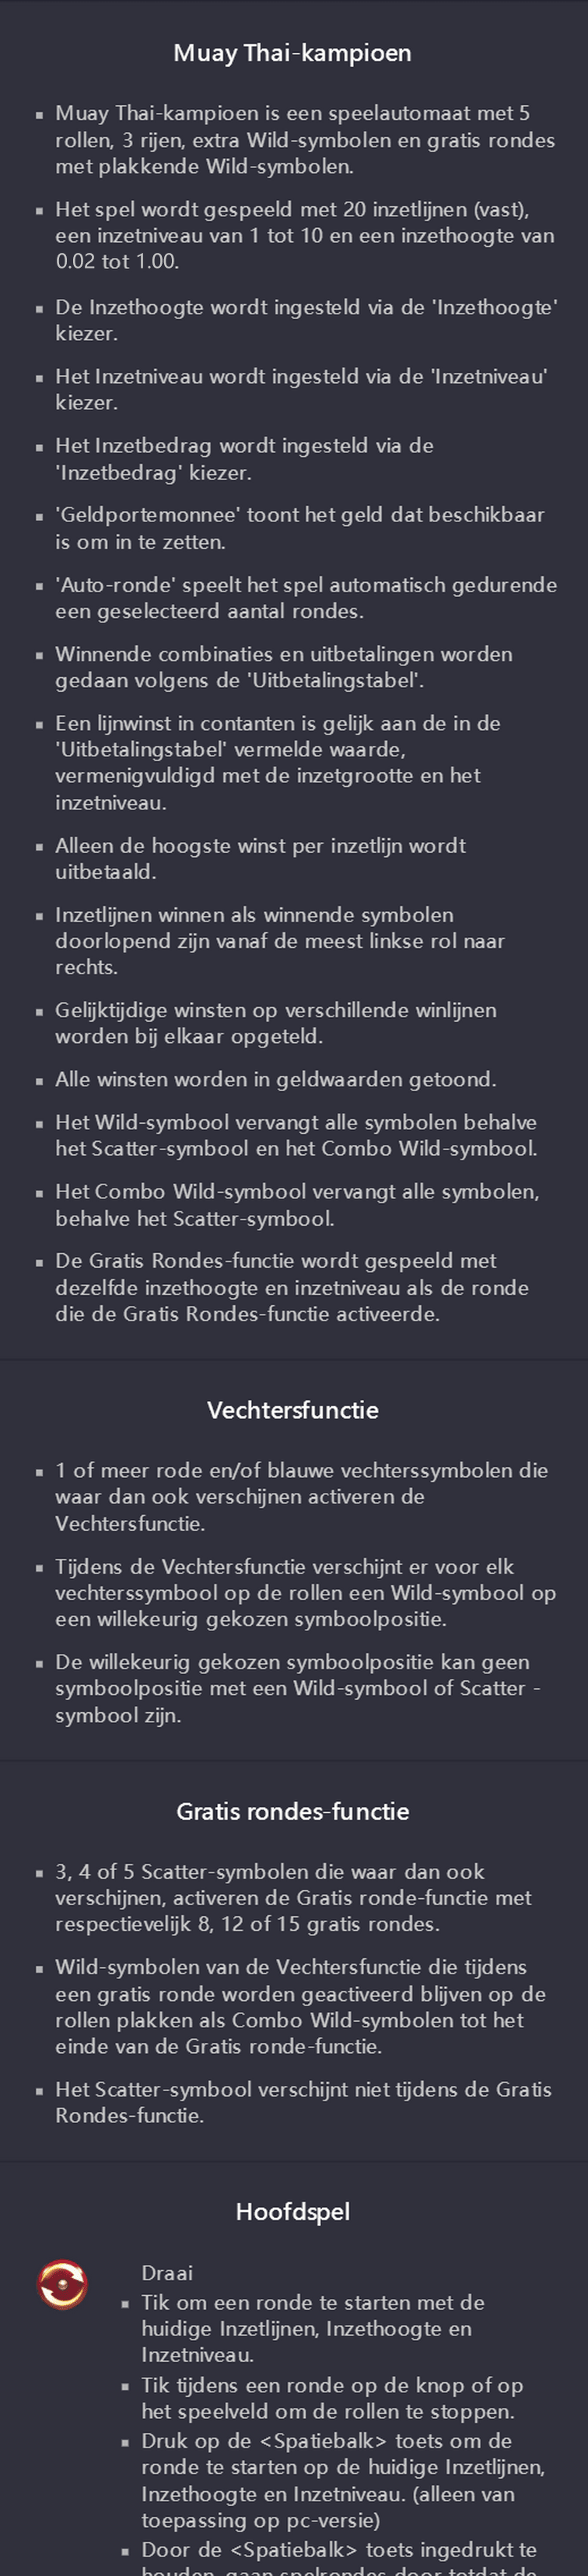 Muay Thai-kampioen
Muay Thai-kampioen is een speelautomaat met 5
rollen, 3 rijen, extra Wild-symbolen en gratis rondes
met plakkende Wild-symbolen.
Het spel wordt gespeeld met 20 inzetlijnen (vast),
een inzetniveau van 1 tot 10 en een inzethoogte van
0.02 tot 1.00.
De Inzethoogte wordt ingesteld via de 'Inzethoogte'
kiezer.
Het Inzetniveau wordt ingesteld via de 'Inzetniveau'
kiezer.
Het Inzetbedrag wordt ingesteld via de
'Inzetbedrag' kiezer.
'Geldportemonnee' toont het geld dat beschikbaar
is om in te zetten.
'Auto-ronde' speelt het spel automatisch gedurende
een geselecteerd aantal rondes.
Winnende combinaties en uitbetalingen worden
gedaan volgens de 'Uitbetalingstabel'.
Een lijnwinst in contanten is gelijk aan de in de
'Uitbetalingstabel' vermelde waarde,
vermenigvuldigd met de inzetgrootte en het
inzetniveau.
Alleen de hoogste winst per inzetlijn wordt
uitbetaald.
Inzetlijnen winnen als winnende symbolen
doorlopend zijn vanaf de meest linkse rol naar
rechts.
Gelijktijdige winsten op verschillende winlijnen
worden bij elkaar opgeteld.
Alle winsten worden in geldwaarden getoond.
Het Wild-symbool vervangt alle symbolen behalve
het Scatter-symbool en het Combo Wild-symbool.
Het Combo Wild-symbool vervangt alle symbolen,
behalve het Scatter-symbool.
De Gratis Rondes-functie wordt gespeeld met
dezelfde inzethoogte en inzetniveau als de ronde
die de Gratis Rondes-functie activeerde.
Vechtersfunctie
1 of meer rode en/of blauwe vechterssymbolen die
waar dan ook verschijnen activeren de
Vechtersfunctie.
Tijdens de Vechtersfunctie verschijnt er voor elk
vechterssymbool op de rollen een Wild-symbool op
een willekeurig gekozen symboolpositie.
De willekeurig gekozen symboolpositie kan geen
symboolpositie met een Wild-symbool of Scatter -
symbool zijn.
Gratis rondes-functie
3, 4 of 5 Scatter-symbolen die waar dan ook
verschijnen, activeren de Gratis ronde-functie met
respectievelijk 8, 12 of 15 gratis rondes.
Wild-symbolen van de Vechtersfunctie die tijdens
een gratis ronde worden geactiveerd blijven op de
rollen plakken als Combo Wild-symbolen tot het
einde van de Gratis ronde-functie.
Het Scatter-symbool verschijnt niet tijdens de Gratis
Rondes-functie.
Hoofdspel
Draai
Tik om een ronde te starten met de
huidige Inzetlijnen, Inzethoogte en
Inzetniveau.
Tik tijdens een ronde op de knop of op
het speelveld om de rollen te stoppen.
Druk op de <Spatiebalk> toets om de
ronde te starten op de huidige Inzetlijnen,
Inzethoogte en Inzetniveau. (alleen van
toepassing op pc-versie)
Door de <Spatiebalk> toets ingedrukt te
houden, gaan spelrondes door totdat de